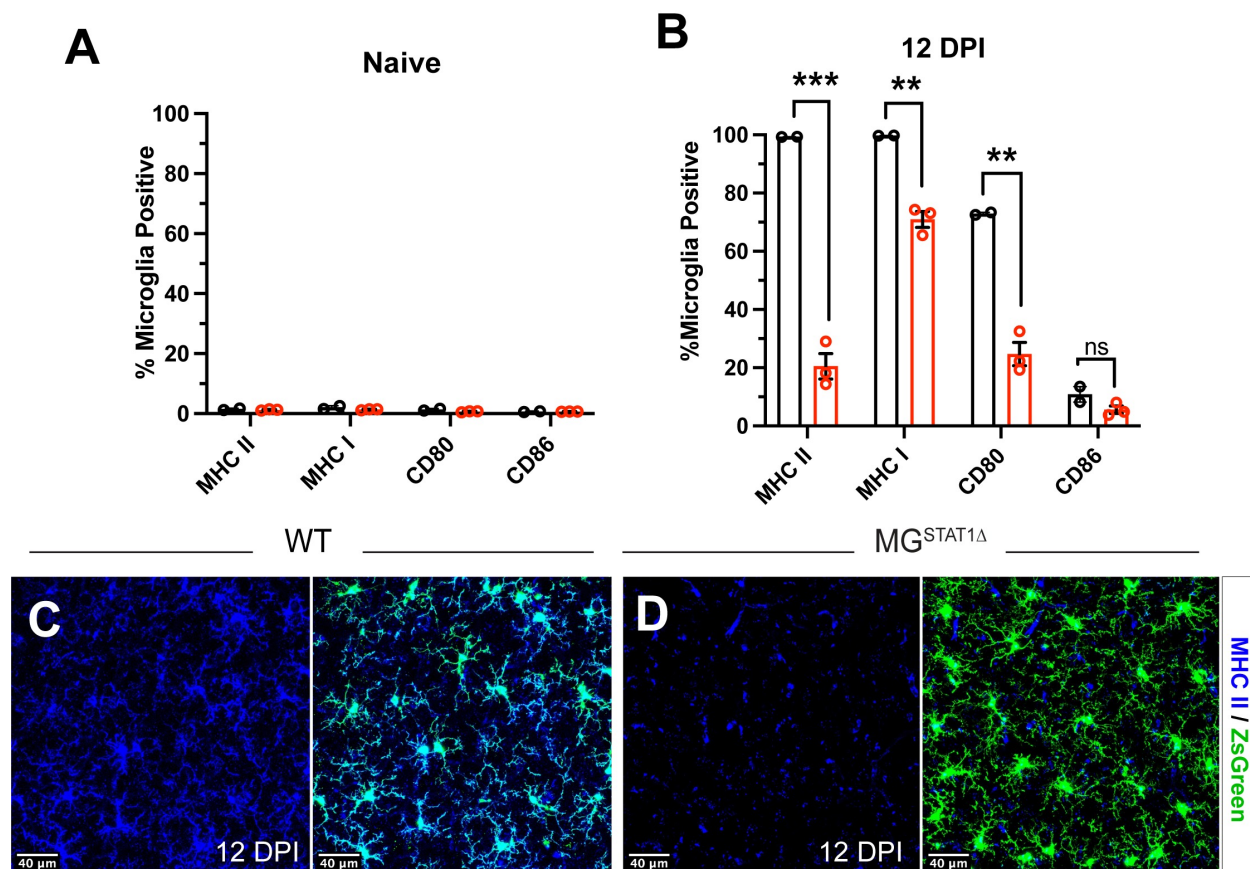 A
Naive
% Microglia Positive
100
80
60
40
20
0
MHC II
MHC I
CD80
CD86
B
12 DPI
%Microglia Positive
100
80
60
40
20
0
***
**
**
ns
MHC II
MHC I
CD80
CD86
WT
MGSTAT1Δ
C
12 DPI
40 µm
40 µm
D
12 DPI
40 µm
40 µm
MHC II / ZsGreen